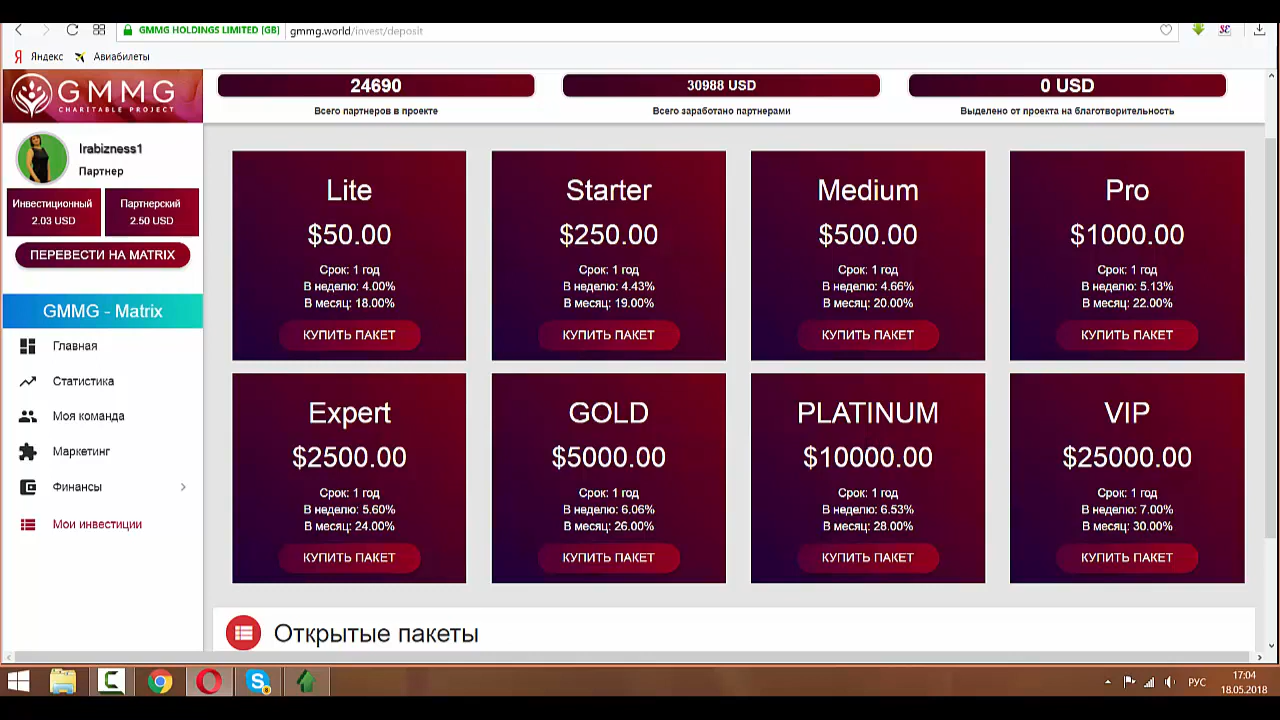 GMMG HOLDINGS LIMITED (GB)
gmmg.world/invest/deposit
Яндекс
Авиабилеты
GMMG
CHARITABLE PROJECT
24690
Всего партнеров в проекте
30988 USD
Всего заработано партнерами
0 USD
Выделено от проекта на благотворительность
Irabizness1
Партнер
Инвестиционный
2.03 USD
Партнерский
2.50 USD
ПЕРЕВЕСТИ НА MATRIX
GMMG - Matrix
Главная
Статистика
Моя команда
Маркетинг
Финансы
Мои инвестиции
Lite
$50.00
Срок: 1 год
В неделю: 4.00%
В месяц: 18.00%
КУПИТЬ ПАКЕТ
Starter
$250.00
Срок: 1 год
В неделю: 4.43%
В месяц: 19.00%
КУПИТЬ ПАКЕТ
Medium
$500.00
Срок: 1 год
В неделю: 4.66%
В месяц: 20.00%
КУПИТЬ ПАКЕТ
Pro
$1000.00
Срок: 1 год
В неделю: 5.13%
В месяц: 22.00%
КУПИТЬ ПАКЕТ
Expert
$2500.00
Срок: 1 год
В неделю: 5.60%
В месяц: 24.00%
КУПИТЬ ПАКЕТ
GOLD
$5000.00
Срок: 1 год
В неделю: 6.06%
В месяц: 26.00%
КУПИТЬ ПАКЕТ
PLATINUM
$10000.00
Срок: 1 год
В неделю: 6.53%
В месяц: 28.00%
КУПИТЬ ПАКЕТ
VIP
$25000.00
Срок: 1 год
В неделю: 7.00%
В месяц: 30.00%
КУПИТЬ ПАКЕТ
Открытые пакеты
РУС
17:04
18.05.2018